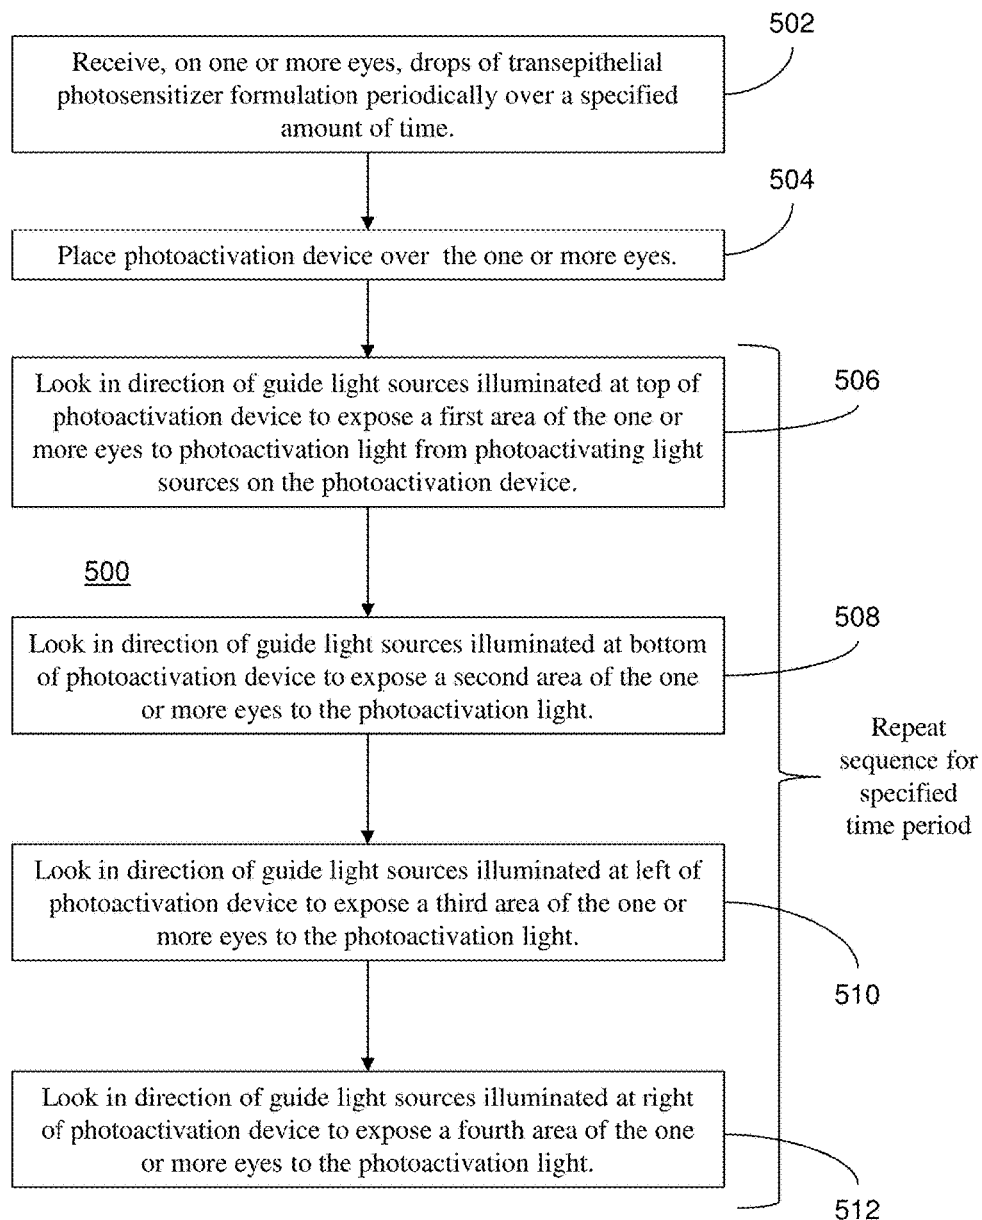 502
Receive, on one or more eyes, drops of transepithelial
photosensitizer formulation periodically over a specified
amount of time.
504
Place photoactivation device over the one or more eyes.
506
Look in direction of guide light sources illuminated at top of
photoactivation device to expose a first area of the one or
more eyes to photoactivation light from photoactivating light
sources on the photoactivation device.
500
508
Look in direction of guide light sources illuminated at bottom
of photoactivation device to expose a second area of the one
or more eyes to the photoactivation light.
Repeat
sequence for
specified
time period
Look in direction of guide light sources illuminated at left of
photoactivation device to expose a third area of the one or
more eyes to the photoactivation light.
510
Look in direction of guide light sources illuminated at right
of photoactivation device to expose a fourth area of the one
or more eyes to the photoactivation light.
512